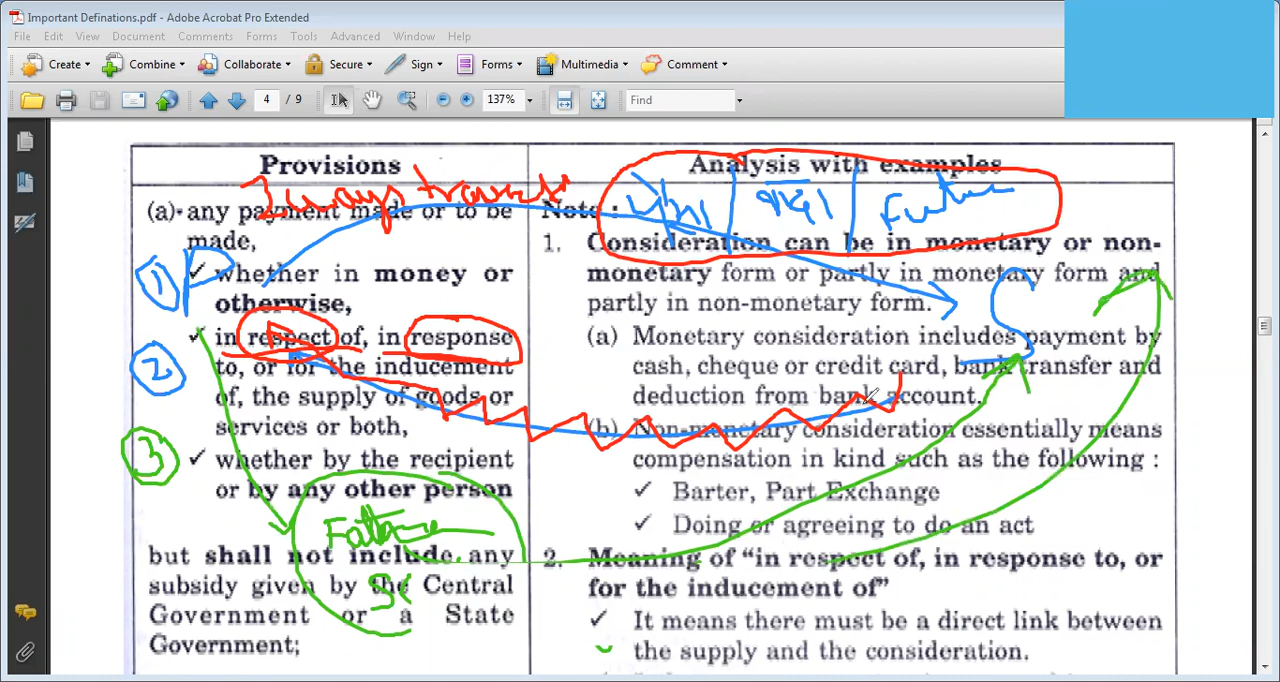 Important Definations.pdf - Adobe Acrobat Pro Extended
File Edit View Document Comments Forms Tools Advanced Window Help
Create Combine Collaborate Secure Sign Forms Multimedia Comment
4 / 9 137% Find
Provisions
2 ways
(a) any payment made or to be
made,
① P
✓ whether in money or
otherwise,
✓ in respect of, in response
②
to, or for the inducement
of, the supply of goods or
services or both,
③
✓ whether by the recipient
or by any other person
Father
but shall not include any
subsidy given by the Central
Government or a State
Government;
Analysis with examples
Future
Note :
1. Consideration can be in monetary or non-
monetary form or partly in monetary form and
partly in non-monetary form.
S
(a) Monetary consideration includes payment by
cash, cheque or credit card, bank transfer and
deduction from bank account.
(b) Non-monetary consideration essentially means
compensation in kind such as the following :
✓ Barter, Part Exchange
✓ Doing or agreeing to do an act
2. Meaning of "in respect of, in response to, or
for the inducement of"
✓ It means there must be a direct link between
the supply and the consideration.